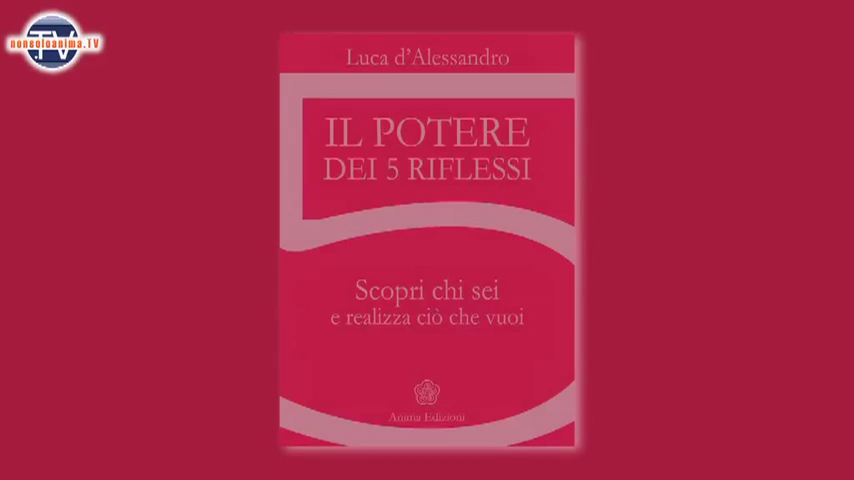 nonsoloanima.TV
TV
Luca d'Alessandro
IL POTERE
DEI 5 RIFLESSI
Scopri chi sei
e realizza ciò che vuoi
Anima Edizioni